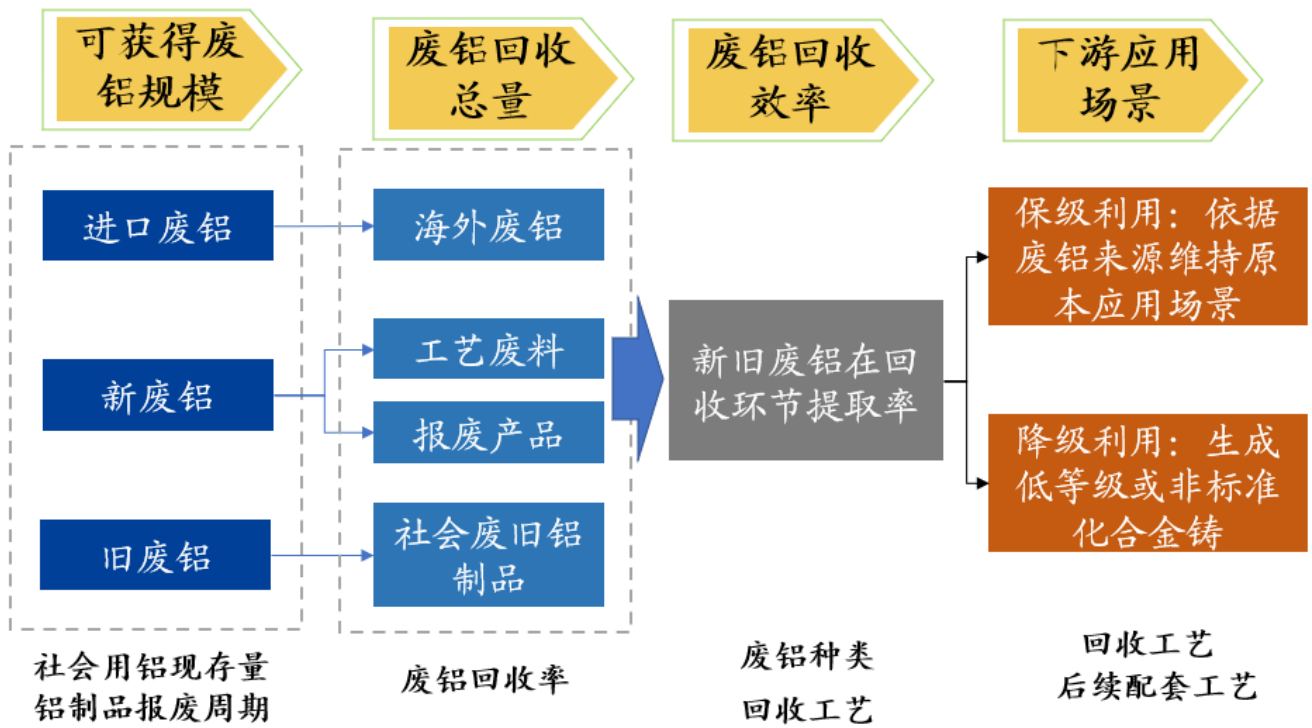 可获得废
铝规模
废铝回收
总量
废铝回收
效率
下游应用
场景
进口废铝
新废铝
旧废铝
海外废铝
工艺废料
报废产品
社会废旧铝
制品
新旧废铝在回
收环节提取率
保级利用：依据
废铝来源维持原
本应用场景
降级利用：生成
低等级或非标准
化合金铸
社会用铝现存量
铝制品报废周期
废铝回收率
废铝种类
回收工艺
回收工艺
后续配套工艺